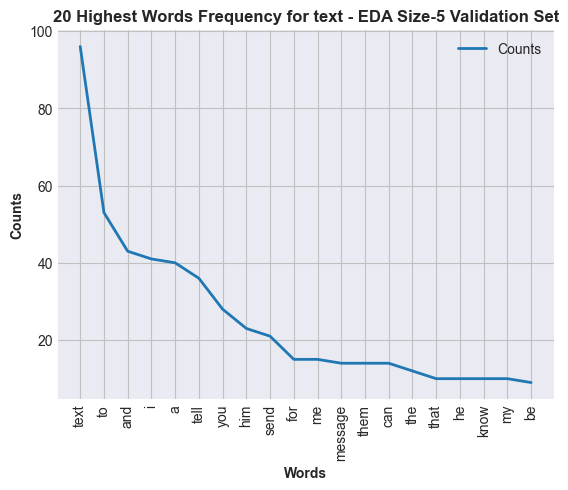 20 Highest Words Frequency for text - EDA Size-5 Validation Set
Counts
100
80
60
40
20
Counts
text
to
and
i
a
tell
you
him
send
for
me
message
them
can
the
that
he
know
my
be
Words